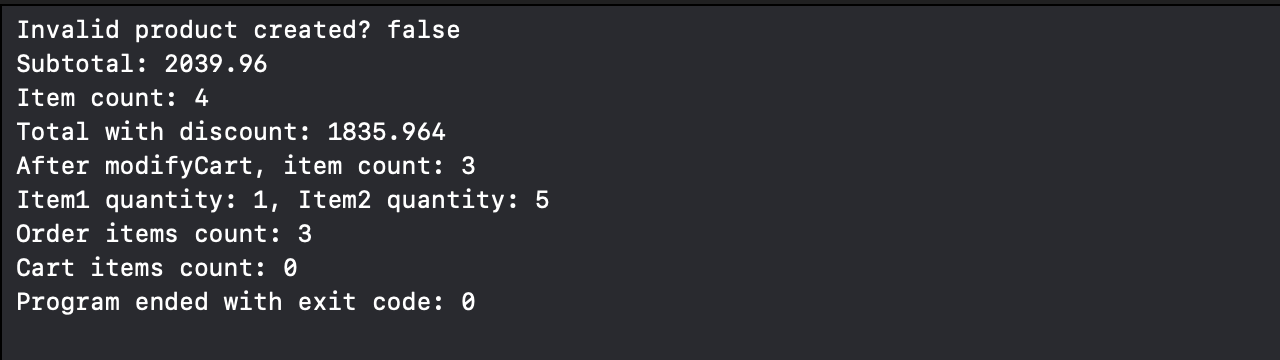 Invalid product created? false
Subtotal: 2039.96
Item count: 4
Total with discount: 1835.964
After modifyCart, item count: 3
Item1 quantity: 1, Item2 quantity: 5
Order items count: 3
Cart items count: 0
Program ended with exit code: 0